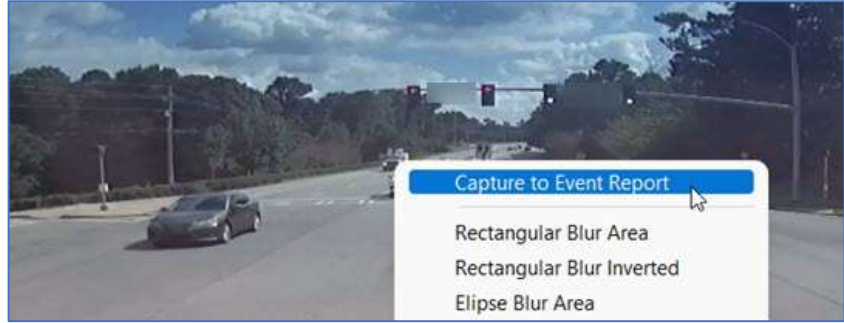 Capture to Event Report
Rectangular Blur Area
Rectangular Blur Inverted
Elipse Blur Area